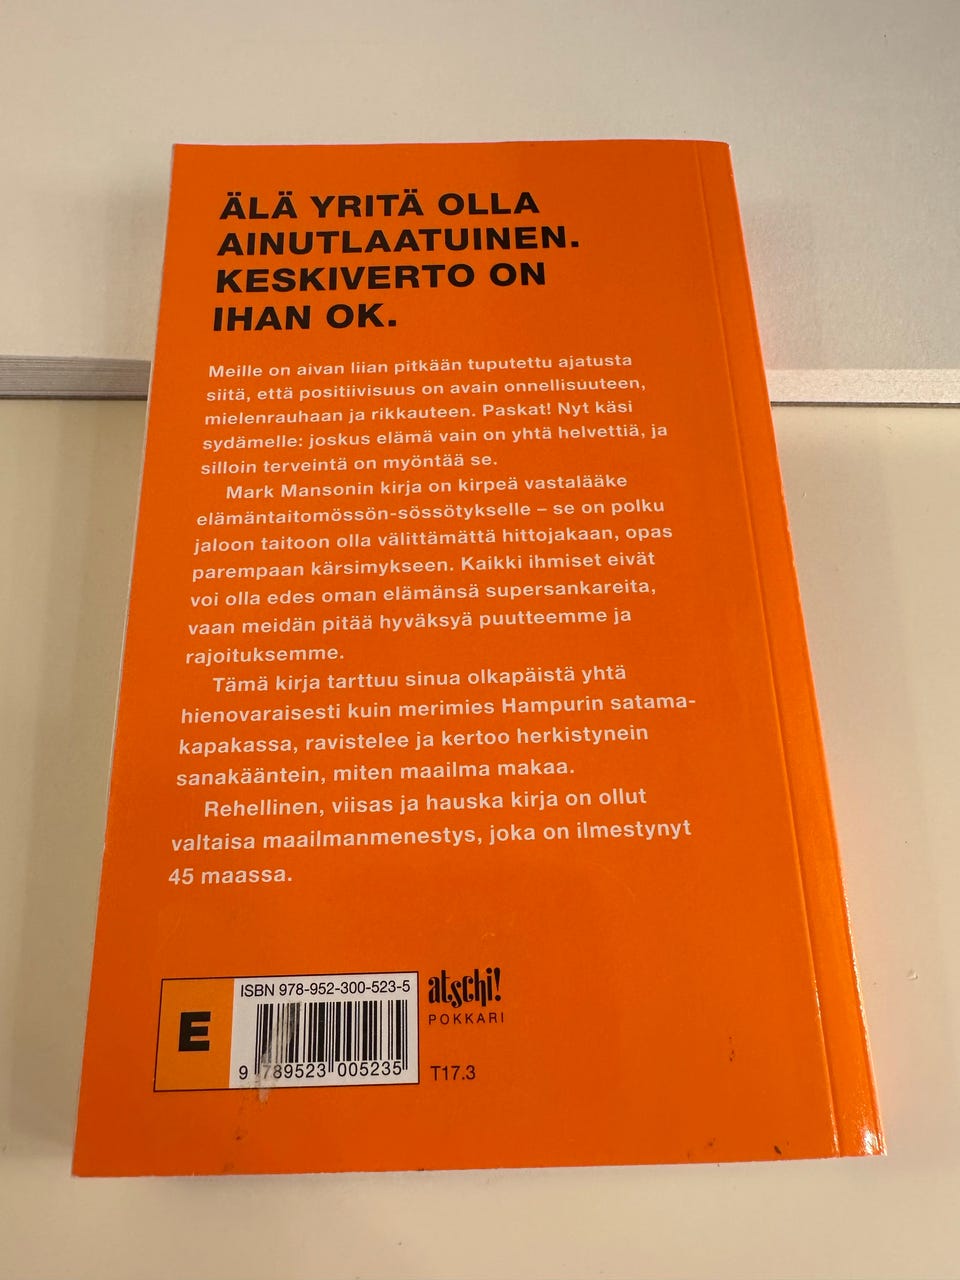 ÄLÄ YRITÄ OLLA
AINUTLAATUINEN.
KESKIVERTO ON
IHAN OK.
Meille on aivan liian pitkään tuputettu ajatusta
siitä, että positiivisuus on avain onnellisuuteen,
mielenrauhaan ja rikkauteen. Paskat! Nyt käsi
sydämelle: joskus elämä vain on yhtä helvettiä, ja
silloin terveintä on myöntää se.
Mark Mansonin kirja on kirpeä vastalääke
elämäntaitomössön-sössötykselle – se on polku
jaloon taitoon olla välittämättä hittojakaan, opas
parempaan kärsimykseen. Kaikki ihmiset eivät
voi olla edes oman elämänsä supersankareita,
vaan meidän pitää hyväksyä puutteemme ja
rajoituksemme.
Tämä kirja tarttuu sinua olkapäistä yhtä
hienovaraisesti kuin merimies Hampurin satama-
kapakassa, ravistelee ja kertoo herkistynein
sanakääntein, miten maailma makaa.
Rehellinen, viisas ja hauska kirja on ollut
valtaisa maailmanmenestys, joka on ilmestynyt
45 maassa.
E
ISBN 978-952-300-523-5
9 789523 005235
atschi!
POKKARI
T17.3